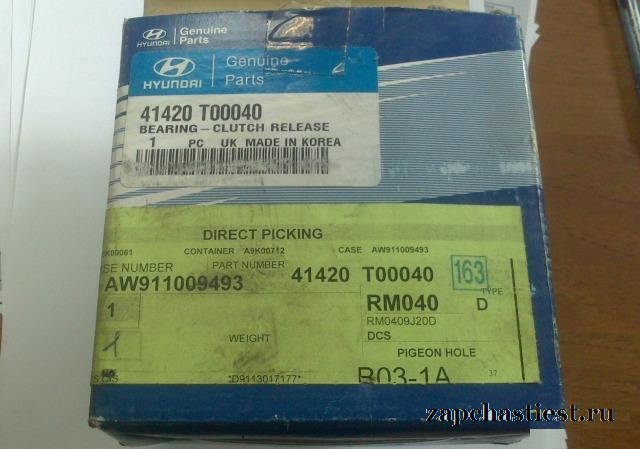 HYUNDAI Genuine Parts
HYUNDAI Genuine Parts
41420 T00040
BEARING-CLUTCH RELEASE
1 PC UK MADE IN KOREA
DIRECT PICKING
K00061 CONTAINER A9K00712 CASE AW911009493
SE NUMBER PART NUMBER 41420 T00040 163
AW911009493
TYPE
1 RM040 D
RM0409J20D
1 WEIGHT DCS
PIGEON HOLE
*D9113017177* B03-1A 37
zapchastiest.ru